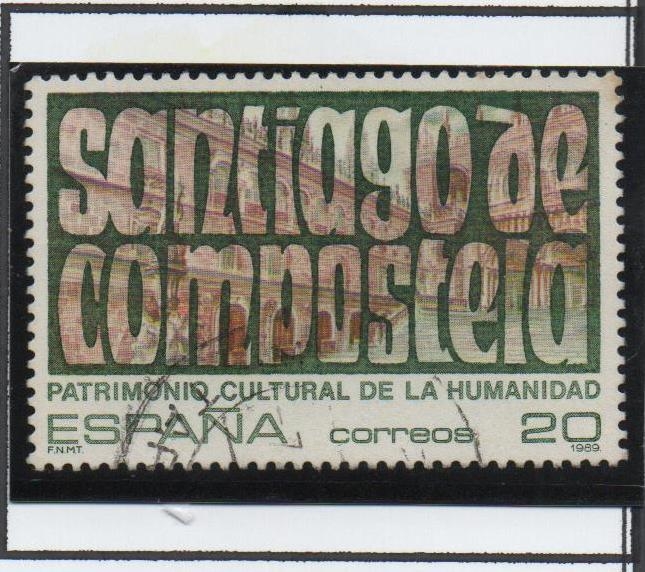 santiago de
compostela
PATRIMONIO CULTURAL DE LA HUMANIDAD
ESPAÑA correos 20
F.N.M.T. 1989